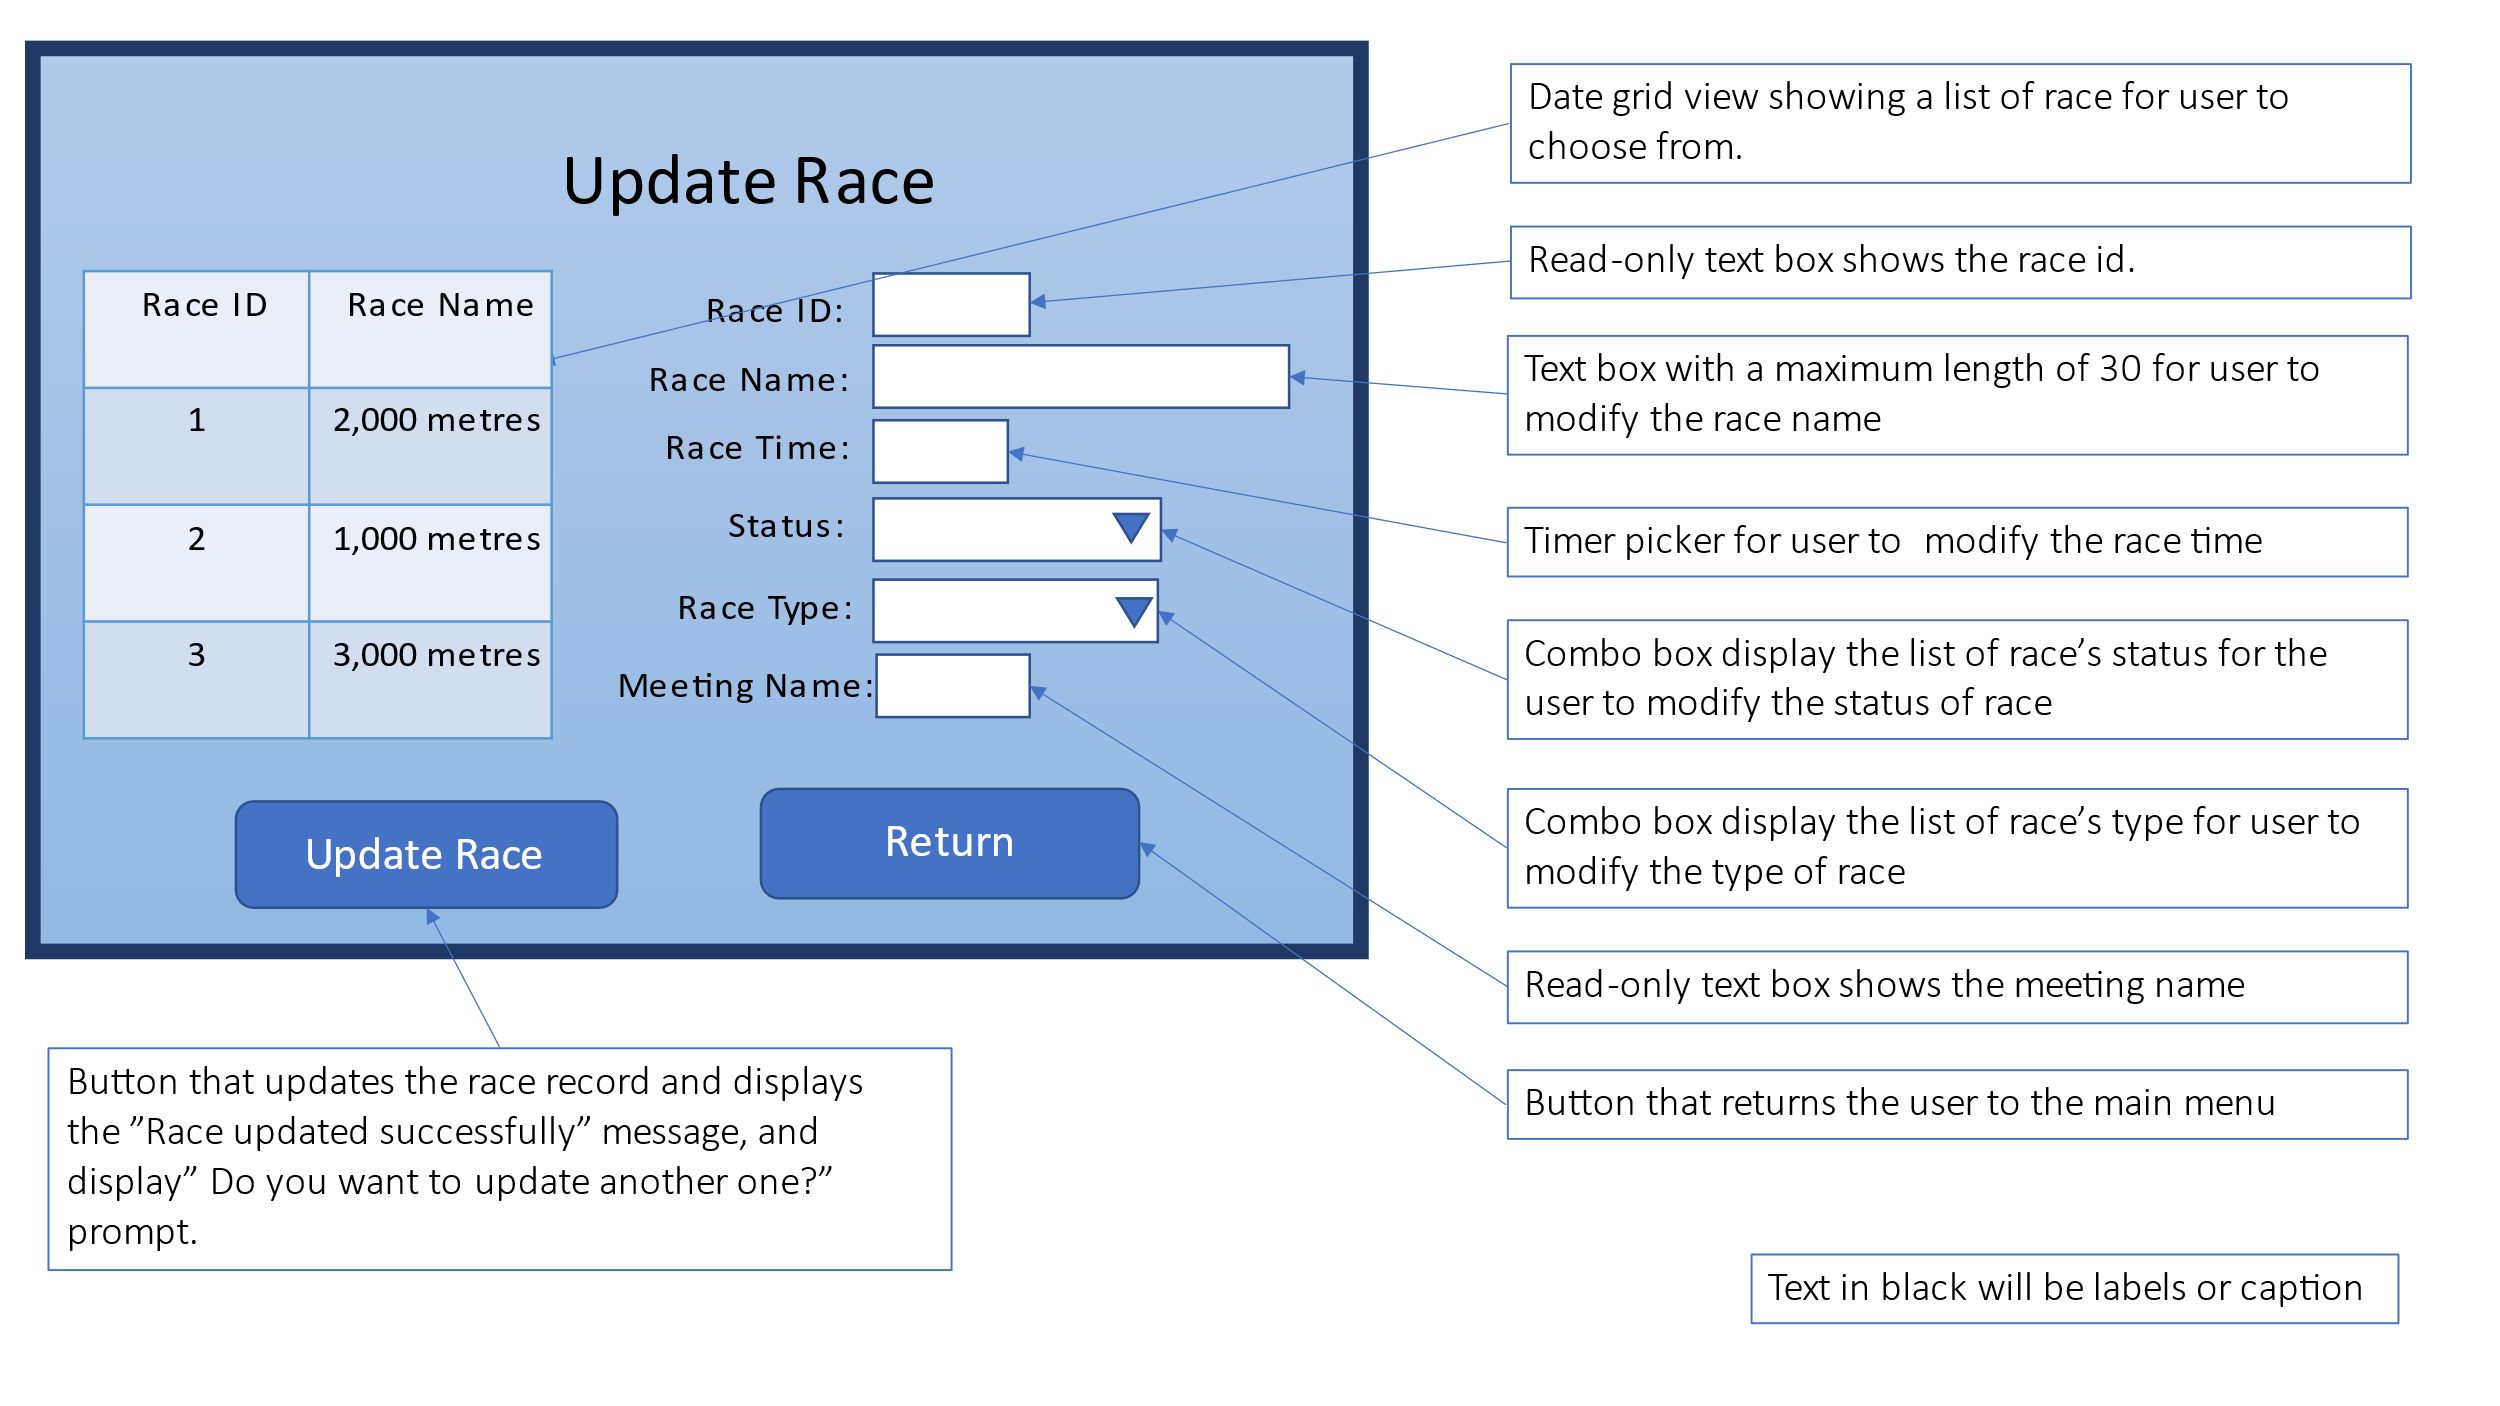 Update Race
Race ID Race Name
1 2,000 metres
2 1,000 metres
3 3,000 metres
Race ID:
Race Name:
Race Time:
Status:
Race Type:
Meeting Name:
Update Race
Return
Date grid view showing a list of race for user to
choose from.
Read-only text box shows the race id.
Text box with a maximum length of 30 for user to
modify the race name
Timer picker for user to modify the race time
Combo box display the list of race’s status for the
user to modify the status of race
Combo box display the list of race’s type for user to
modify the type of race
Read-only text box shows the meeting name
Button that returns the user to the main menu
Button that updates the race record and displays
the ”Race updated successfully” message, and
display” Do you want to update another one?”
prompt.
Text in black will be labels or caption